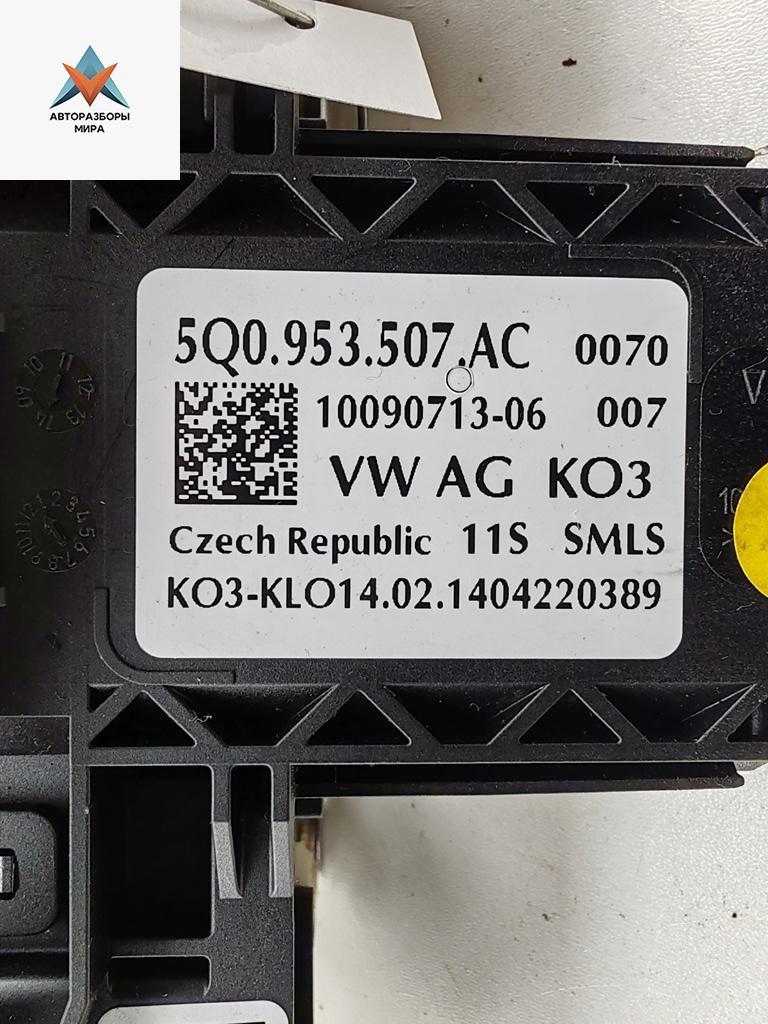 АВТОРАЗБОРЫ
МИРА
5Q0.953.507.AC 0070
10090713-06 007
VW AG KO3
Czech Republic 11S SMLS
KO3-KLO14.02.1404220389